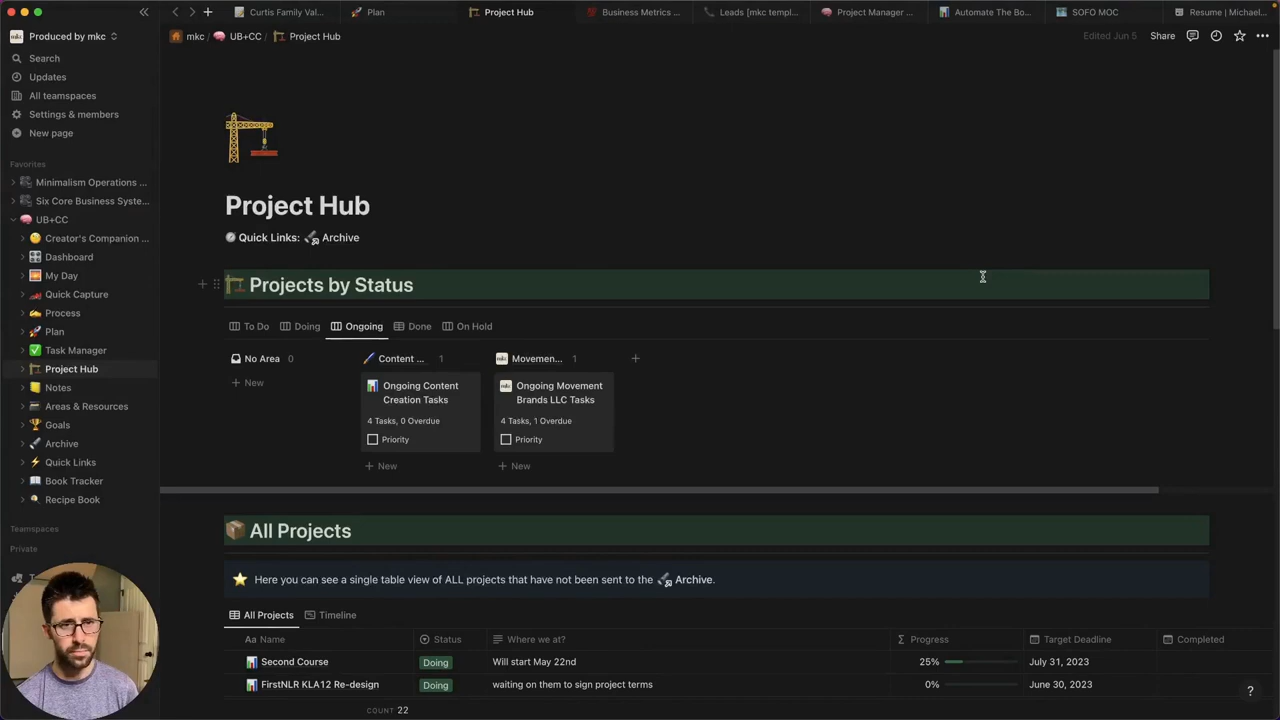 Curtis Family Val...
Plan
Project Hub
Business Metrics ...
Leads [mkc templ...
Project Manager ...
Automate The Bo...
SOFO MOC
Resume | Michael...
Produced by mkc
mkc / UB+CC / Project Hub
Edited Jun 5
Share
Search
Updates
All teamspaces
Settings & members
New page
Favorites
Minimalism Operations ...
Six Core Business Syste...
UB+CC
Creator's Companion ...
Dashboard
My Day
Quick Capture
Process
Plan
Task Manager
Project Hub
Notes
Areas & Resources
Goals
Archive
Quick Links
Book Tracker
Recipe Book
Teamspaces
Private
Project Hub
Quick Links: Archive
Projects by Status
To Do Doing Ongoing Done On Hold
No Area 0
Content ... 1
Movemen... 1
+ New
Ongoing Content
Creation Tasks
4 Tasks, 0 Overdue
Priority
+ New
Ongoing Movement
Brands LLC Tasks
4 Tasks, 1 Overdue
Priority
+ New
All Projects
Here you can see a single table view of ALL projects that have not been sent to the Archive.
All Projects Timeline
Aa Name Status Where we at? Progress Target Deadline Completed
Second Course Doing Will start May 22nd 25% July 31, 2023
FirstNLR KLA12 Re-design Doing waiting on them to sign project terms 0% June 30, 2023
COUNT 22
?